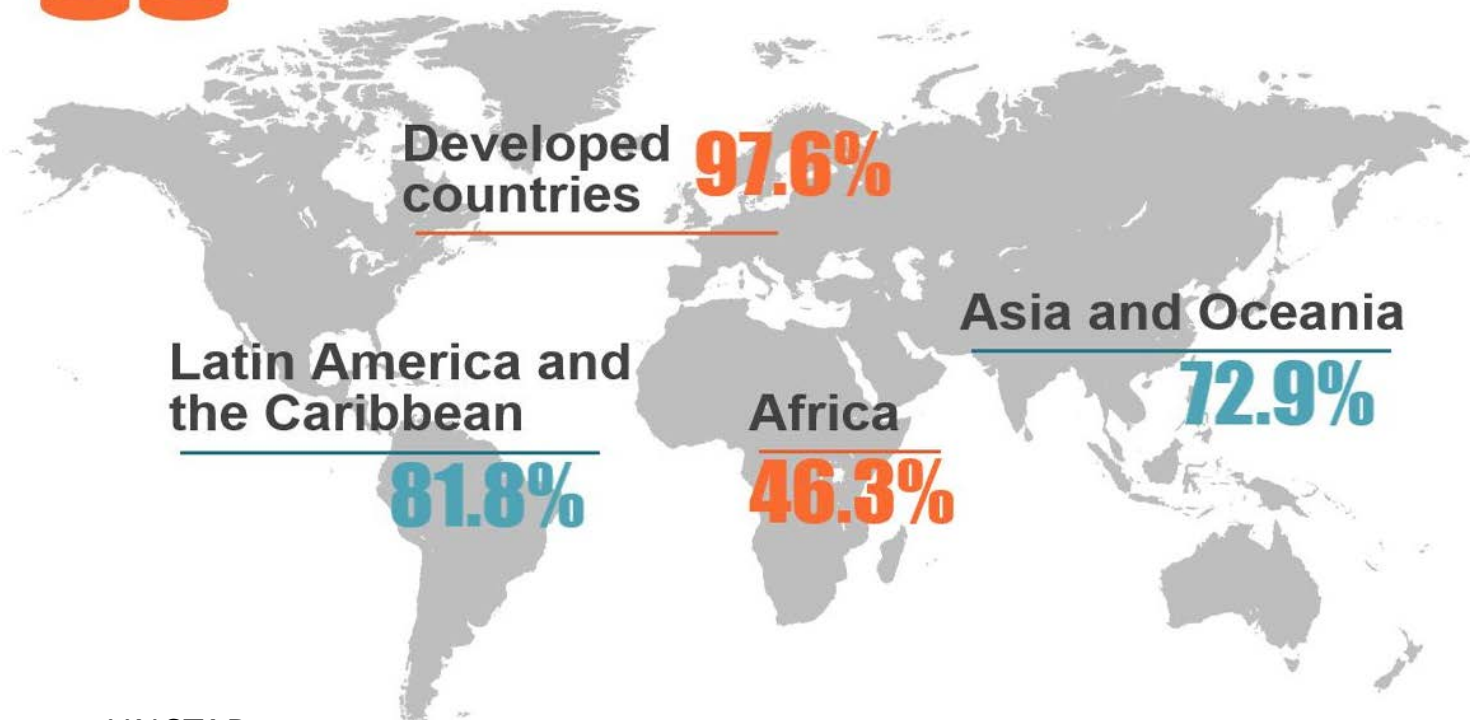 Developed
countries
97.6%
Asia and Oceania
72.9%
Latin America and
the Caribbean
81.8%
Africa
46.3%